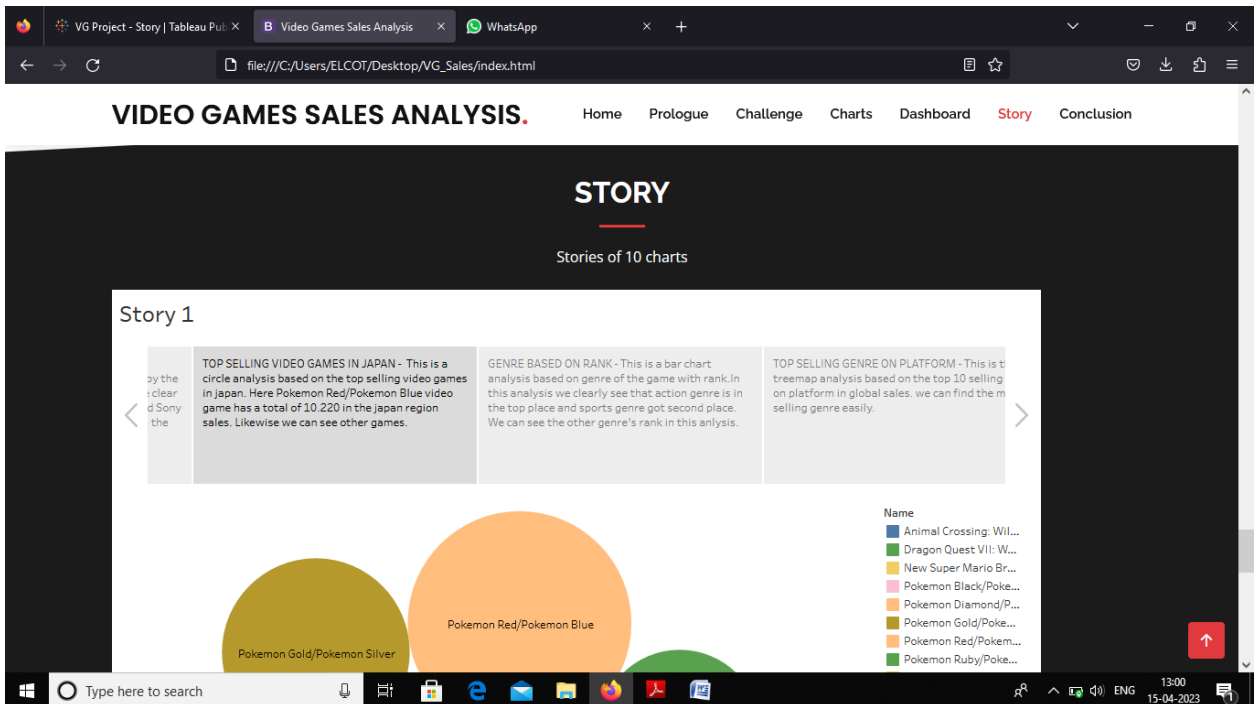 VG Project - Story | Tableau Pub
B Video Games Sales Analysis
WhatsApp
file:///C:/Users/ELCOT/Desktop/VG_Sales/index.html
VIDEO GAMES SALES ANALYSIS.
Home Prologue Challenge Charts Dashboard Story Conclusion
STORY
Stories of 10 charts
Story 1
by the
clear
d Sony
the
TOP SELLING VIDEO GAMES IN JAPAN - This is a
circle analysis based on the top selling video games
in japan. Here Pokemon Red/Pokemon Blue video
game has a total of 10.220 in the japan region
sales. Likewise we can see other games.
GENRE BASED ON RANK - This is a bar chart
analysis based on genre of the game with rank.In
this analysis we clearly see that action genre is in
the top place and sports genre got second place.
We can see the other genre's rank in this anlysis.
TOP SELLING GENRE ON PLATFORM - This is t
treemap analysis based on the top 10 selling
on platform in global sales. we can find the m
selling genre easily.
Pokemon Red/Pokemon Blue
Pokemon Gold/Pokemon Silver
Name
Animal Crossing: Wil...
Dragon Quest VII: W...
New Super Mario Br...
Pokemon Black/Poke...
Pokemon Diamond/P...
Pokemon Gold/Poke...
Pokemon Red/Pokem...
Pokemon Ruby/Poke...
Type here to search
ENG
13:00
15-04-2023
1